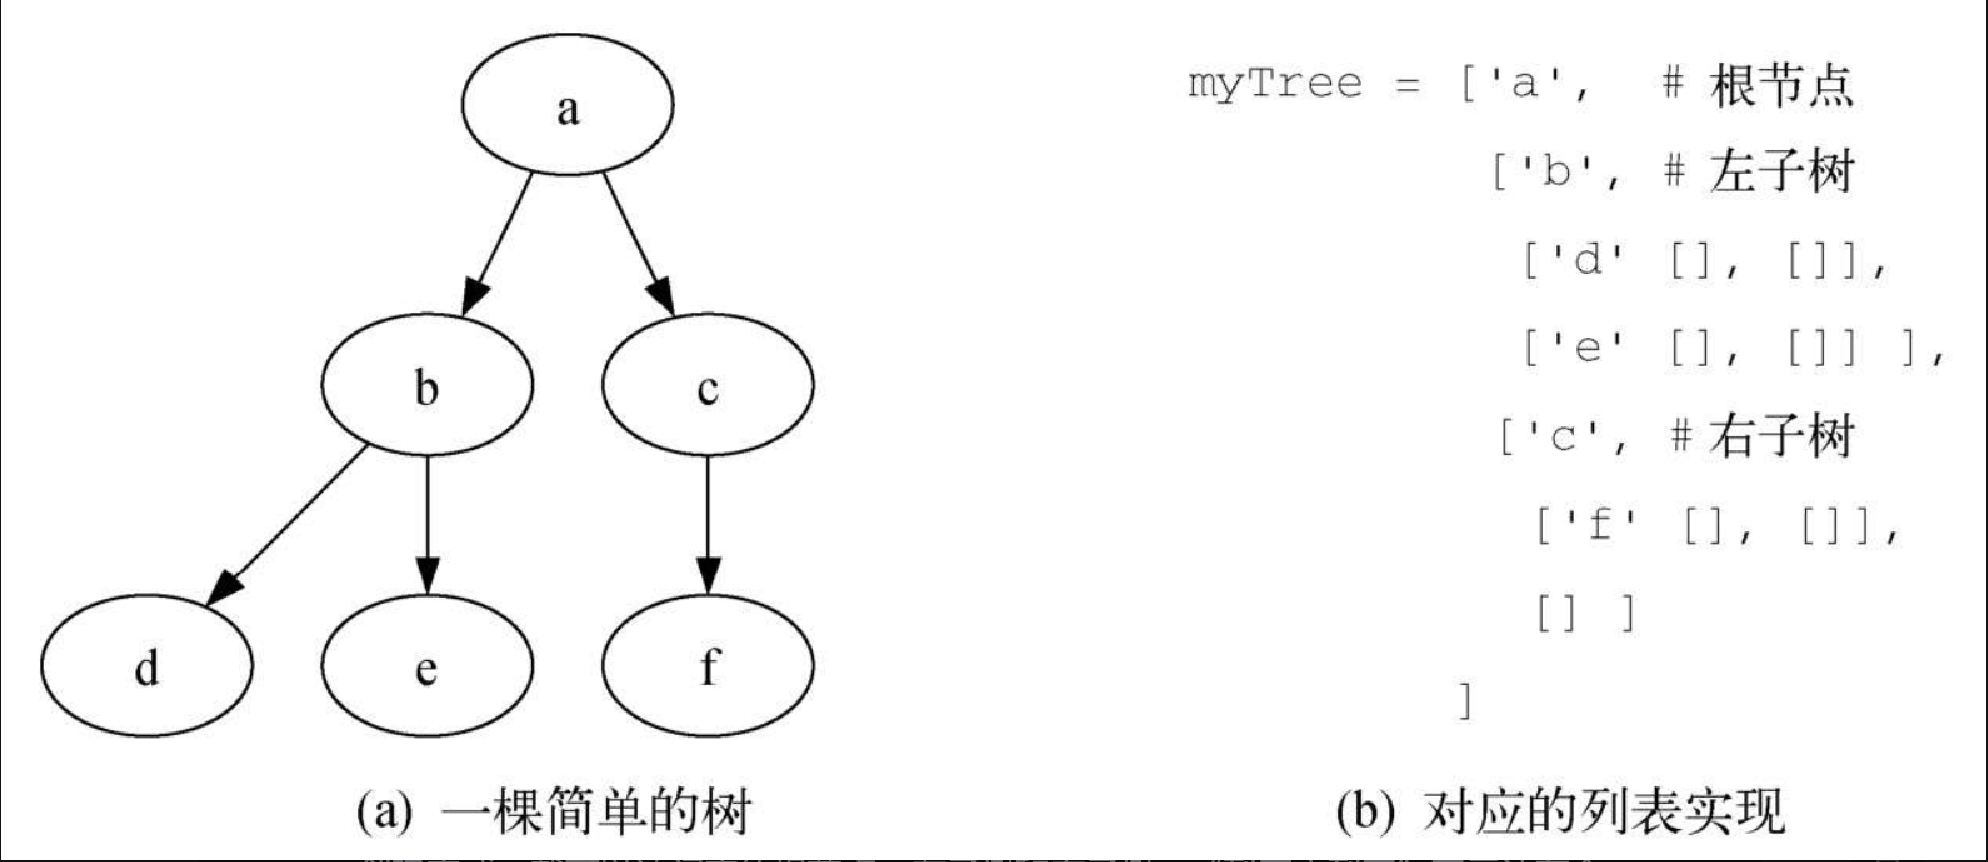 a
b
c
d
e
f
(a) 一棵简单的树
myTree = ['a', # 根节点
['b', # 左子树
['d' [], []],
['e' [], []] ],
['c', # 右子树
['f' [], []],
[] ]
]
(b) 对应的列表实现